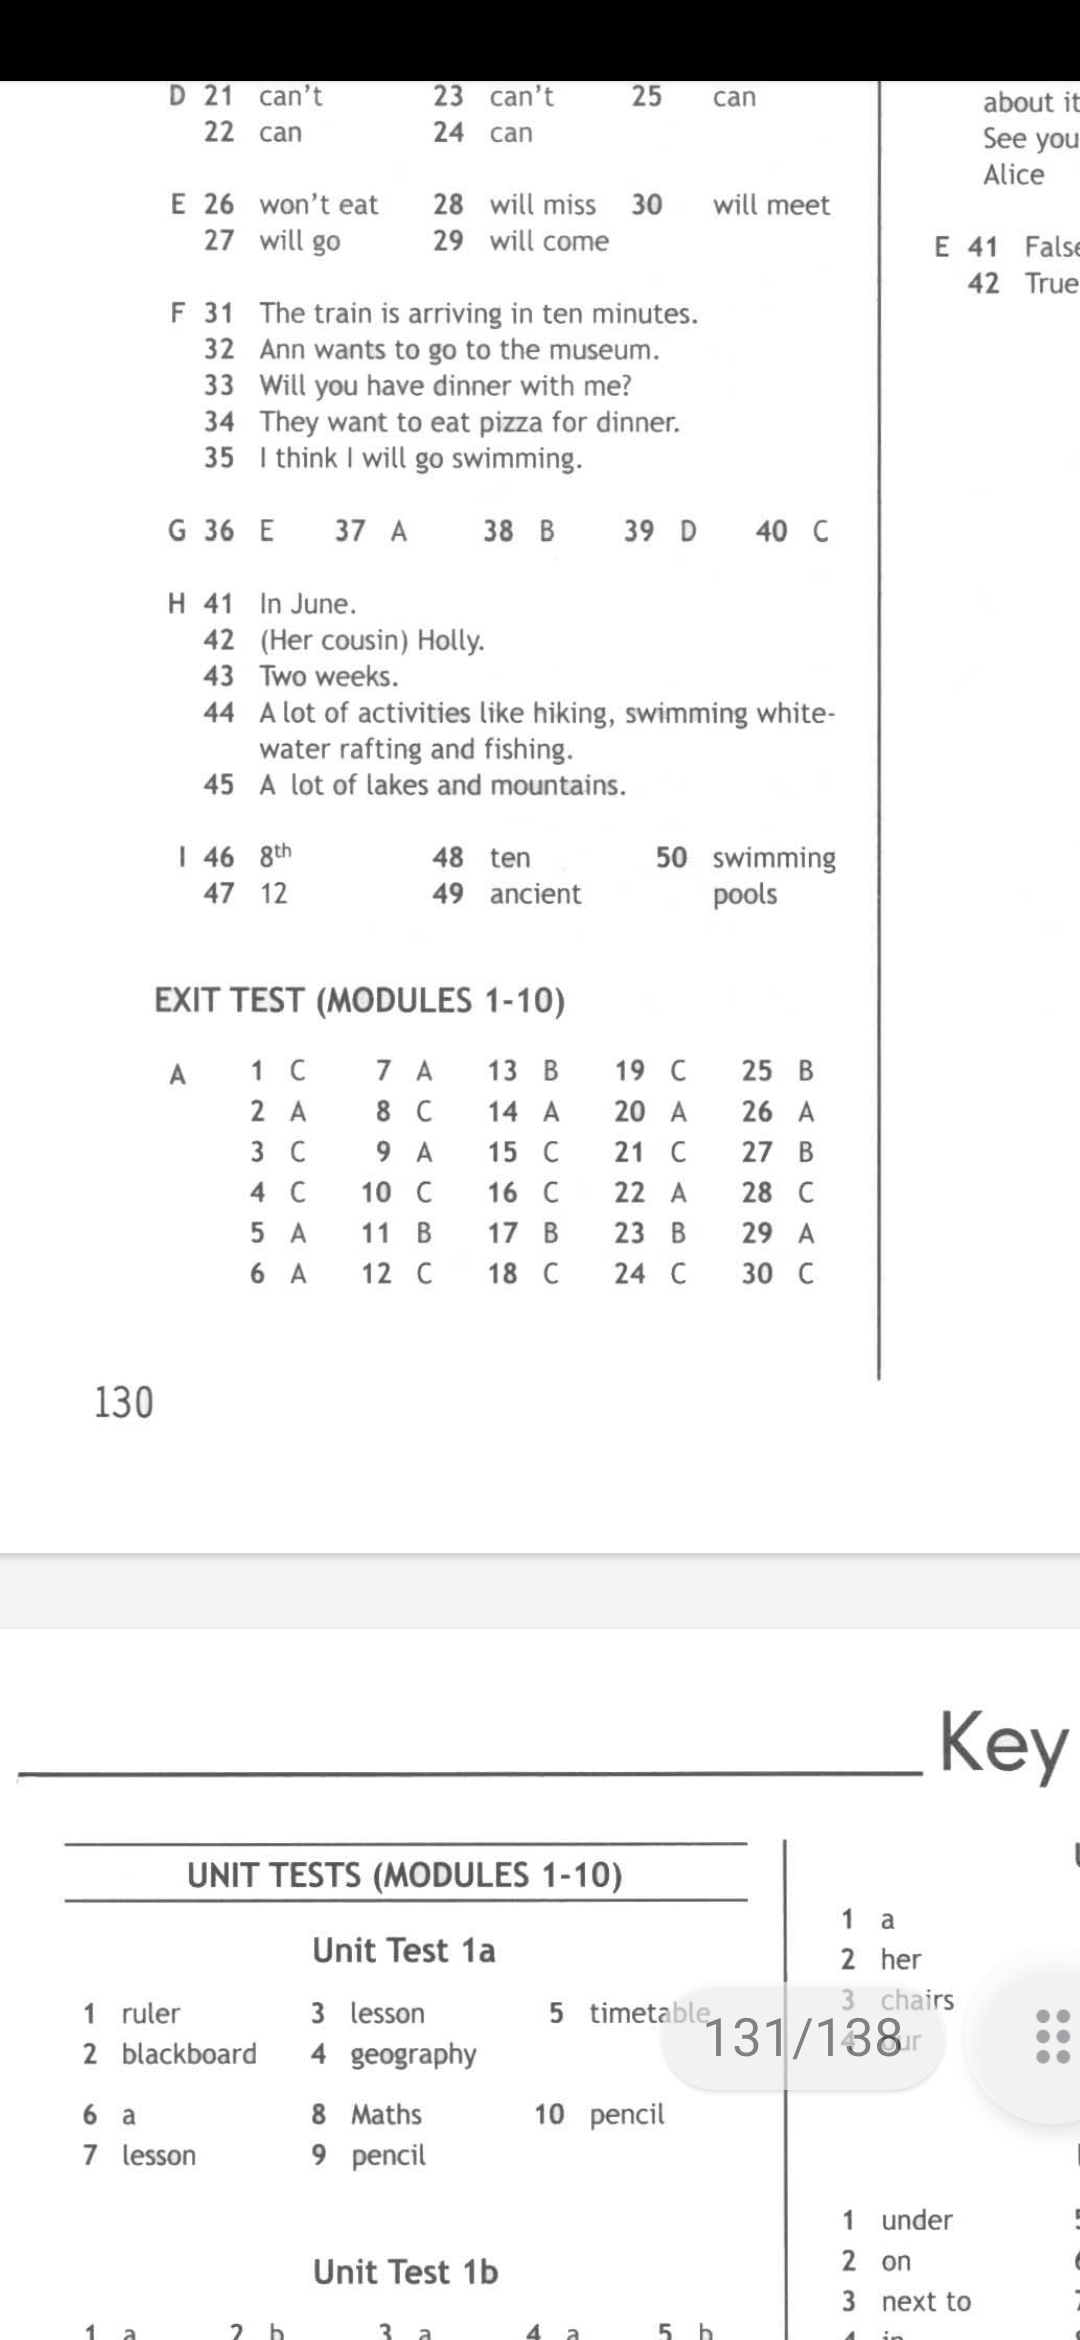 D 21 can't 23 can't 25 can
22 can 24 can
E 26 won't eat 28 will miss 30 will meet
27 will go 29 will come
F 31 The train is arriving in ten minutes.
32 Ann wants to go to the museum.
33 Will you have dinner with me?
34 They want to eat pizza for dinner.
35 I think I will go swimming.
G 36 E 37 A 38 B 39 D 40 C
H 41 In June.
42 (Her cousin) Holly.
43 Two weeks.
44 A lot of activities like hiking, swimming white-
water rafting and fishing.
45 A lot of lakes and mountains.
I 46 8th 48 ten 50 swimming
47 12 49 ancient pools
EXIT TEST (MODULES 1-10)
A 1 C 7 A 13 B 19 C 25 B
2 A 8 C 14 A 20 A 26 A
3 C 9 A 15 C 21 C 27 B
4 C 10 C 16 C 22 A 28 C
5 A 11 B 17 B 23 B 29 A
6 A 12 C 18 C 24 C 30 C
130
about it
See you
Alice
E 41 False
42 True
Key
UNIT TESTS (MODULES 1-10)
Unit Test 1a
1 ruler 3 lesson 5 timetable
2 blackboard 4 geography
6 a 8 Maths 10 pencil
7 lesson 9 pencil
Unit Test 1b
1 a 2 b 3 a 4 a 5 b
1 a
2 her
3 chairs
4 our
131/138
1 under
2 on
3 next to
4 in